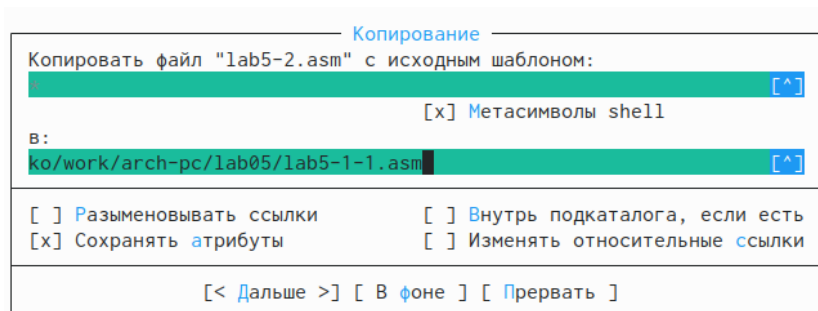 Копирование
Копировать файл "lab5-2.asm" с исходным шаблоном:
* [^]
[x] Метасимволы shell
в:
ko/work/arch-pc/lab05/lab5-1-1.asm [^]
[ ] Разыменовывать ссылки [ ] Внутрь подкаталога, если есть
[x] Сохранять атрибуты [ ] Изменять относительные ссылки
[< Дальше >] [ В фоне ] [ Прервать ]